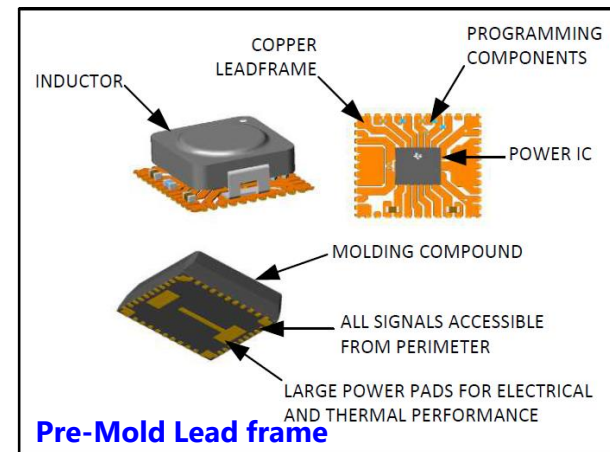 PROGRAMMING
COMPONENTS
COPPER
LEADFRAME
INDUCTOR
POWER IC
MOLDING COMPOUND
ALL SIGNALS ACCESSIBLE
FROM PERIMETER
LARGE POWER PADS FOR ELECTRICAL
AND THERMAL PERFORMANCE
Pre-Mold Lead frame